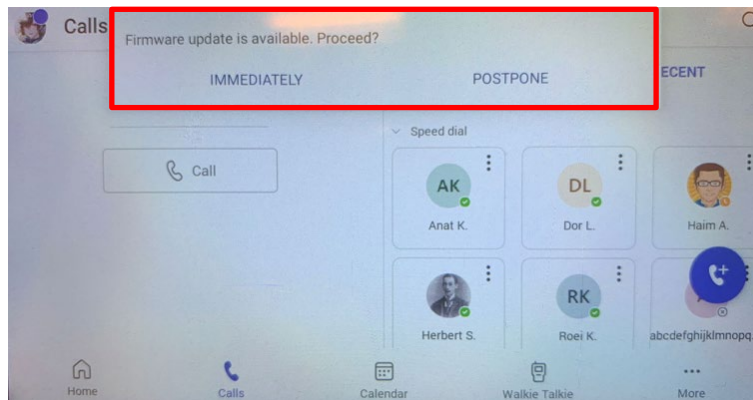 Calls
Firmware update is available. Proceed?
IMMEDIATELY
POSTPONE
ECENT
Speed dial
Call
AK
Anat K.
DL
Dor L.
Haim A.
Herbert S.
RK
Roei K.
abcdefghijklmnopq.
Home
Calls
Calendar
Walkie Talkie
More